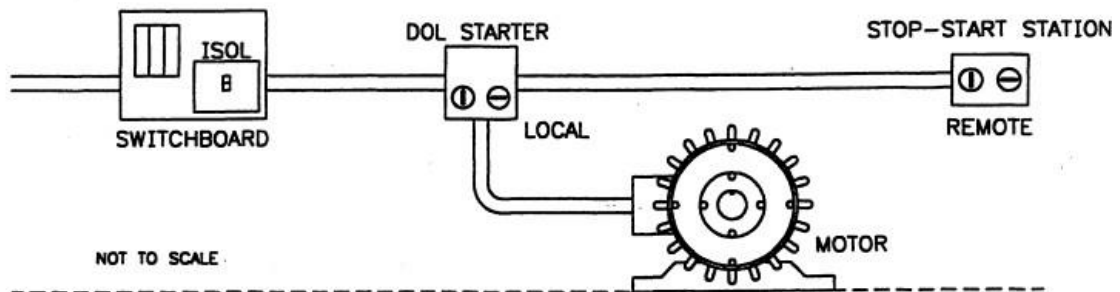 DOL STARTER
STOP-START STATION
ISOL
SWITCHBOARD
LOCAL
REMOTE
MOTOR
NOT TO SCALE